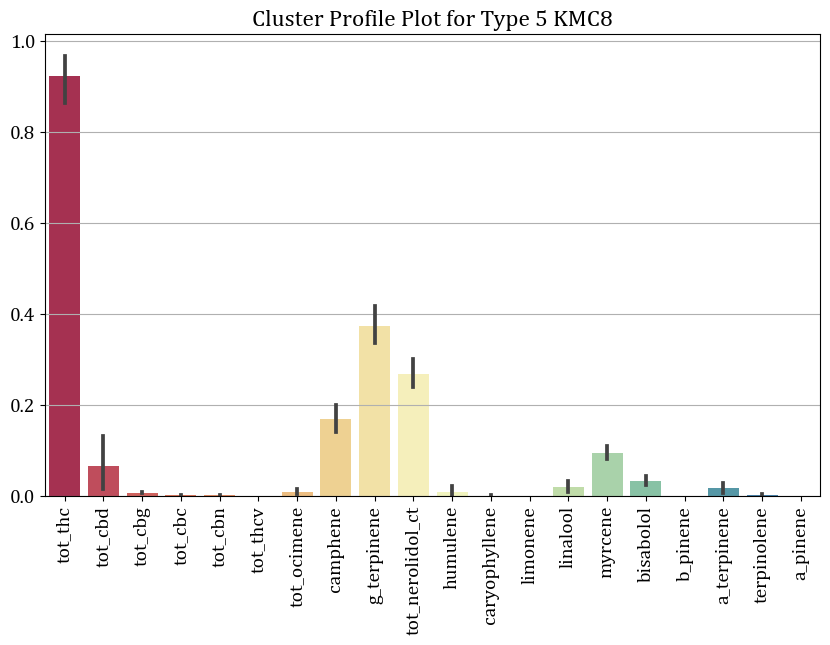 Cluster Profile Plot for Type 5 KMC8
1.0
0.8
0.6
0.4
0.2
0.0
tot_thc
tot_cbd
tot_cbg
tot_cbc
tot_cbn
tot_thcv
tot_ocimene
camphene
g_terpinene
tot_nerolidol_ct
humulene
caryophyllene
limonene
linalool
myrcene
bisabolol
b_pinene
a_terpinene
terpinolene
a_pinene